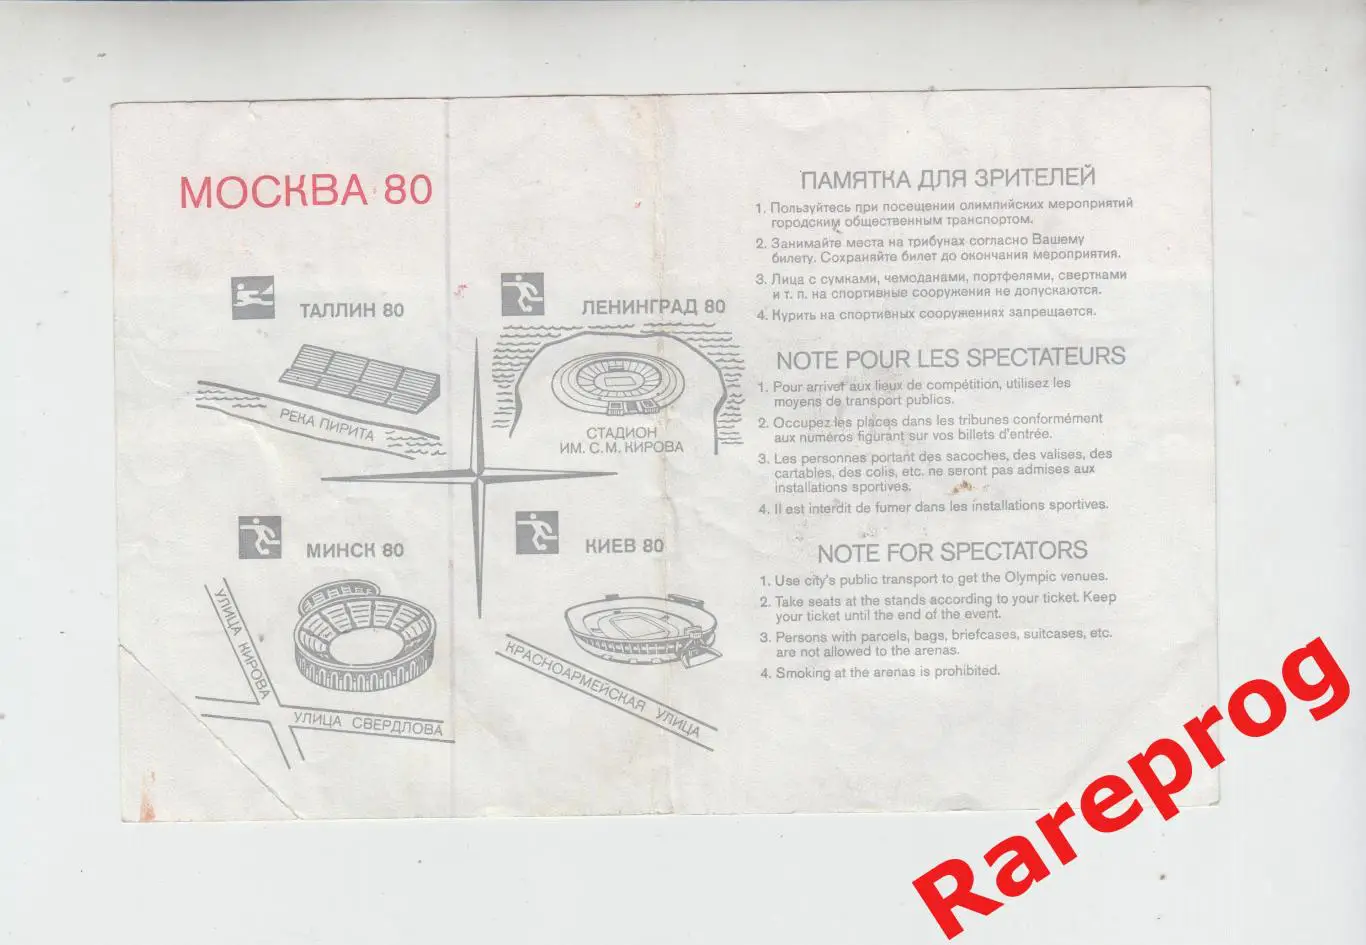 МОСКВА 80
ТАЛЛИН 80
РЕКА ПИРИТА
ЛЕНИНГРАД 80
СТАДИОН
ИМ. С.М. КИРОВА
МИНСК 80
УЛИЦА КИРОВА
УЛИЦА СВЕРДЛОВА
КИЕВ 80
КРАСНОАРМЕЙСКАЯ УЛИЦА
ПАМЯТКА ДЛЯ ЗРИТЕЛЕЙ
1. Пользуйтесь при посещении олимпийских мероприятий
городским общественным транспортом.
2. Занимайте места на трибунах согласно Вашему
билету. Сохраняйте билет до окончания мероприятия.
3. Лица с сумками, чемоданами, портфелями, свертками
и т. п. на спортивные сооружения не допускаются.
4. Курить на спортивных сооружениях запрещается.
NOTE POUR LES SPECTATEURS
1. Pour arriver aux lieux de compétition, utilisez les
moyens de transport publics.
2. Occupez les places dans les tribunes conformément
aux numéros figurant sur vos billets d'entrée.
3. Les personnes portant des sacoches, des valises, des
cartables, des colis, etc. ne seront pas admises aux
installations sportives.
4. Il est interdit de fumer dans les installations sportives.
NOTE FOR SPECTATORS
1. Use city's public transport to get the Olympic venues.
2. Take seats at the stands according to your ticket. Keep
your ticket until the end of the event.
3. Persons with parcels, bags, briefcases, suitcases, etc.
are not allowed to the arenas.
4. Smoking at the arenas is prohibited.
Rareprog